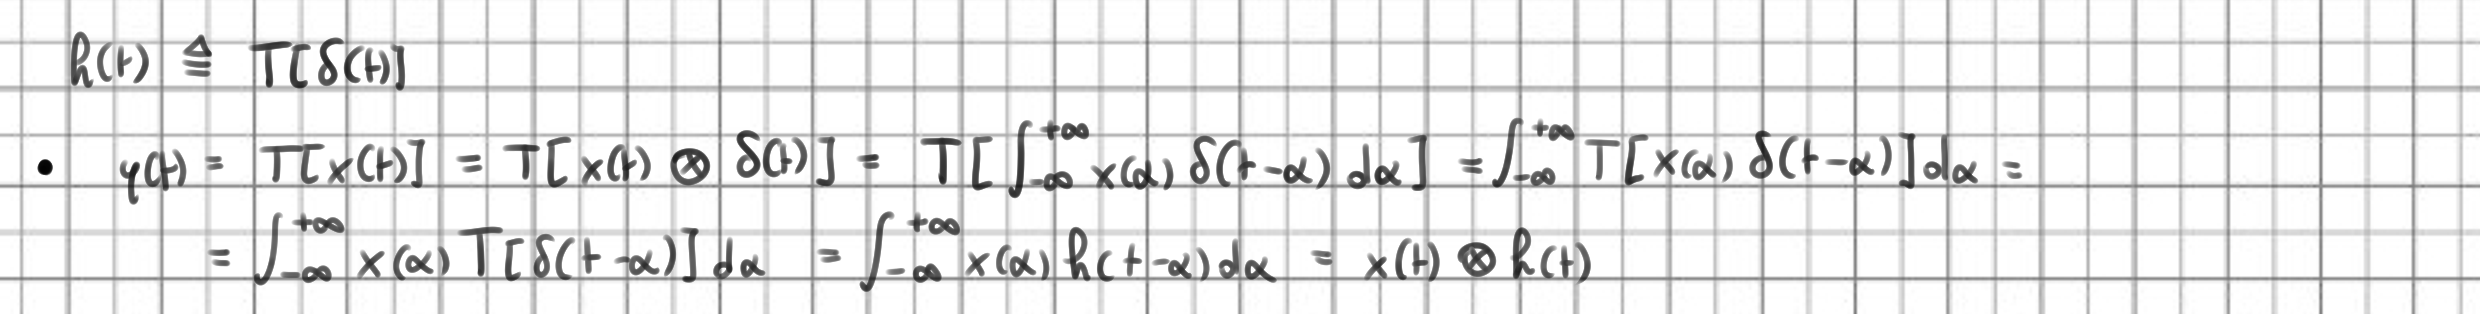 h(t) ≜ T[δ(t)]
• y(t) = T[x(t)] = T[x(t) ⊗ δ(t)] = T[∫_{-∞}^{+∞} x(α) δ(t-α) dα] = ∫_{-∞}^{+∞} T[x(α) δ(t-α)] dα =
= ∫_{-∞}^{+∞} x(α) T[δ(t-α)] dα = ∫_{-∞}^{+∞} x(α) h(t-α) dα = x(t) ⊗ h(t)